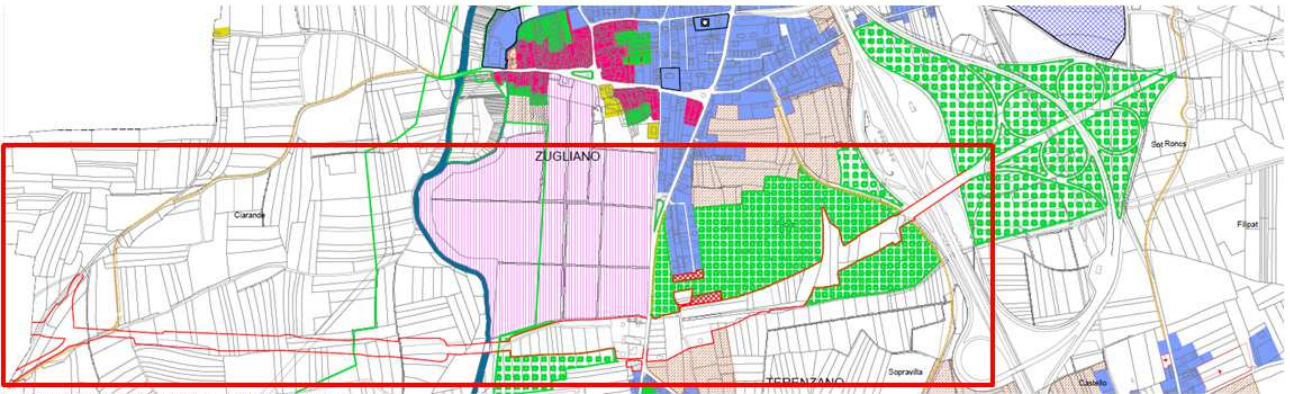 Sot Roncs
ZUGLIANO
Ciarande
Filipat
Sopravilla
TERENZANO
Castello